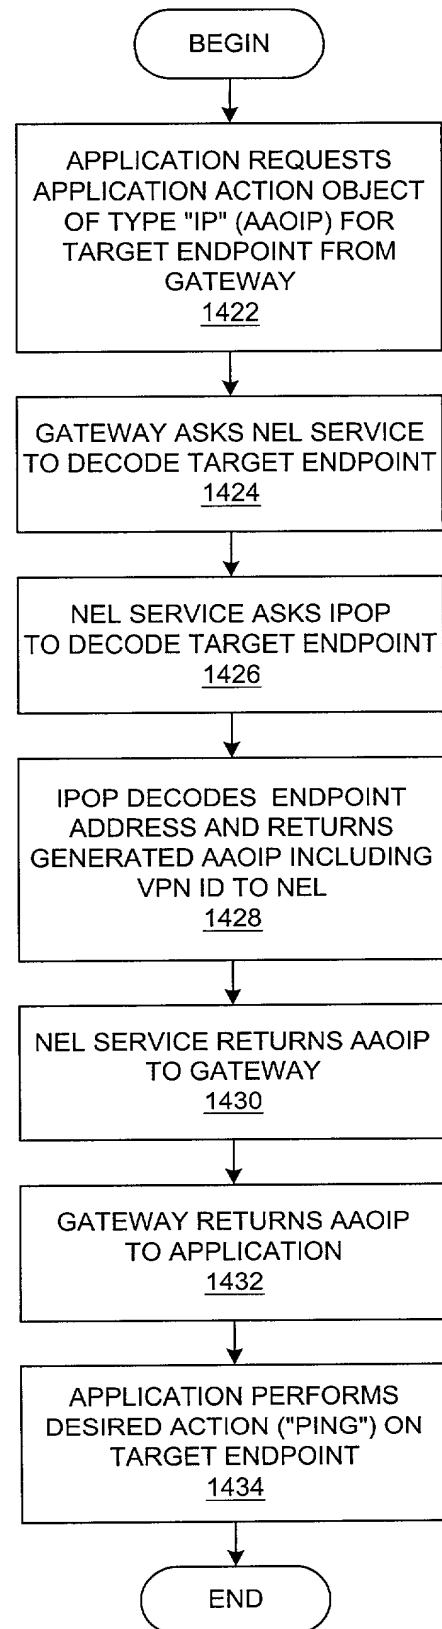 BEGIN
APPLICATION REQUESTS
APPLICATION ACTION OBJECT
OF TYPE "IP" (AAOIP) FOR
TARGET ENDPOINT FROM
GATEWAY
1422
GATEWAY ASKS NEL SERVICE
TO DECODE TARGET ENDPOINT
1424
NEL SERVICE ASKS IPOP
TO DECODE TARGET ENDPOINT
1426
IPOP DECODES ENDPOINT
ADDRESS AND RETURNS
GENERATED AAOIP INCLUDING
VPN ID TO NEL
1428
NEL SERVICE RETURNS AAOIP
TO GATEWAY
1430
GATEWAY RETURNS AAOIP
TO APPLICATION
1432
APPLICATION PERFORMS
DESIRED ACTION ("PING") ON
TARGET ENDPOINT
1434
END